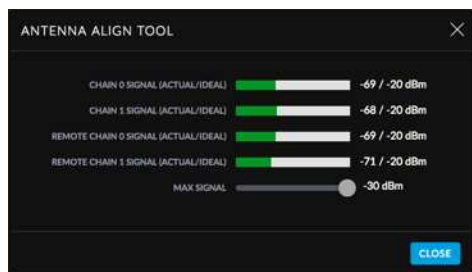 ANTENNA ALIGN TOOL
CHAIN 0 SIGNAL (ACTUAL/IDEAL) -69 / -20 dBm
CHAIN 1 SIGNAL (ACTUAL/IDEAL) -68 / -20 dBm
REMOTE CHAIN 0 SIGNAL (ACTUAL/IDEAL) -69 / -20 dBm
REMOTE CHAIN 1 SIGNAL (ACTUAL/IDEAL) -71 / -20 dBm
MAX SIGNAL -30 dBm
CLOSE